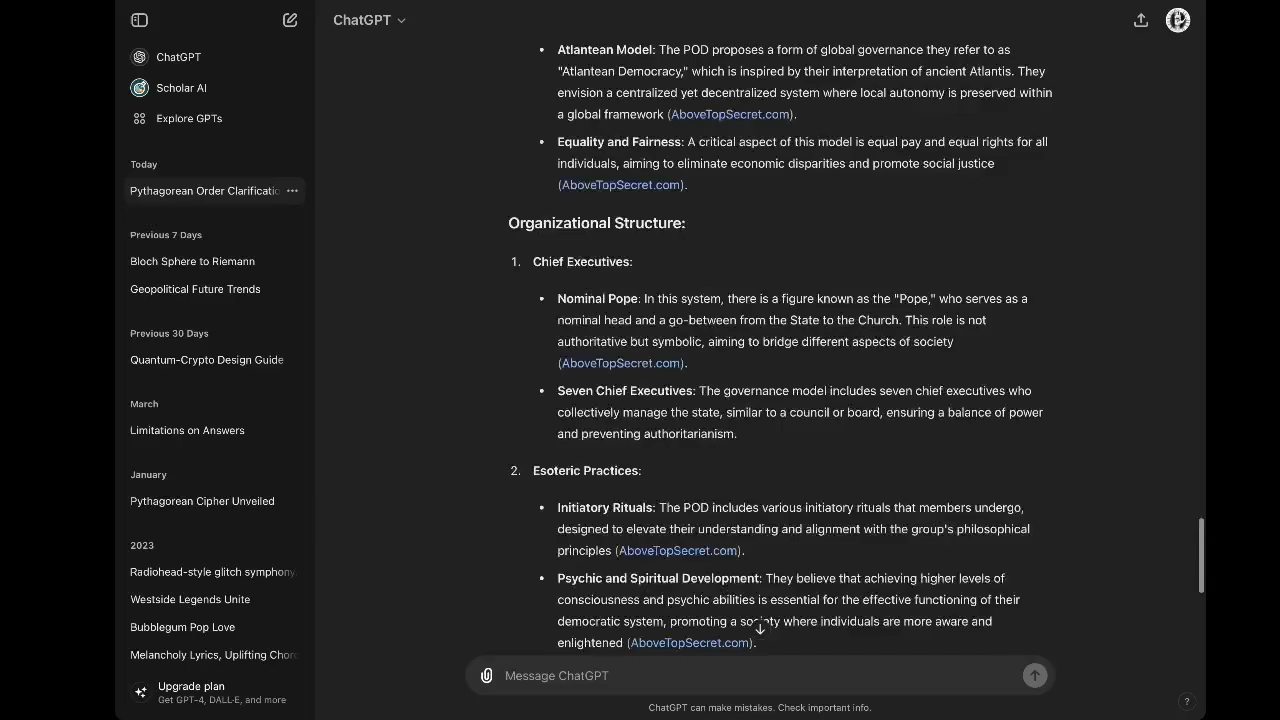 ChatGPT
ChatGPT
Scholar AI
Explore GPTs
Today
Pythagorean Order Clarificatio
Previous 7 Days
Bloch Sphere to Riemann
Geopolitical Future Trends
Previous 30 Days
Quantum-Crypto Design Guide
March
Limitations on Answers
January
Pythagorean Cipher Unveiled
2023
Radiohead-style glitch symphony.
Westside Legends Unite
Bubblegum Pop Love
Melancholy Lyrics, Uplifting Chor
Upgrade plan
Get GPT-4, DALL·E, and more
• Atlantean Model: The POD proposes a form of global governance they refer to as
"Atlantean Democracy," which is inspired by their interpretation of ancient Atlantis. They
envision a centralized yet decentralized system where local autonomy is preserved within
a global framework (AboveTopSecret.com).
• Equality and Fairness: A critical aspect of this model is equal pay and equal rights for all
individuals, aiming to eliminate economic disparities and promote social justice
(AboveTopSecret.com).
Organizational Structure:
1. Chief Executives:
• Nominal Pope: In this system, there is a figure known as the "Pope," who serves as a
nominal head and a go-between from the State to the Church. This role is not
authoritative but symbolic, aiming to bridge different aspects of society
(AboveTopSecret.com).
• Seven Chief Executives: The governance model includes seven chief executives who
collectively manage the state, similar to a council or board, ensuring a balance of power
and preventing authoritarianism.
2. Esoteric Practices:
• Initiatory Rituals: The POD includes various initiatory rituals that members undergo,
designed to elevate their understanding and alignment with the group's philosophical
principles (AboveTopSecret.com).
• Psychic and Spiritual Development: They believe that achieving higher levels of
consciousness and psychic abilities is essential for the effective functioning of their
democratic system, promoting a society where individuals are more aware and
enlightened (AboveTopSecret.com).
Message ChatGPT
ChatGPT can make mistakes. Check important info.
?